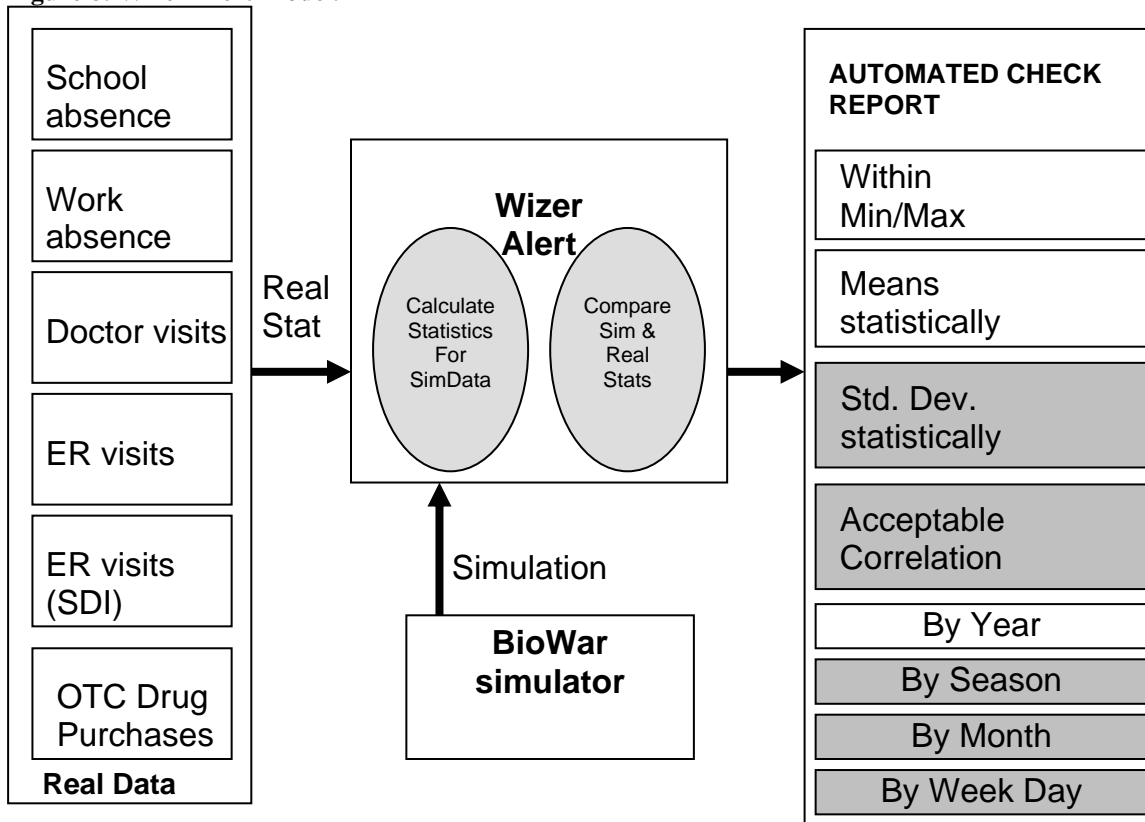 School
absence
Work
absence
Doctor visits
ER visits
ER visits
(SDI)
OTC Drug
Purchases
Real Data
Real
Stat
Wizer
Alert
Calculate
Statistics
For
SimData
Compare
Sim &
Real
Stats
Simulation
BioWar
simulator
AUTOMATED CHECK
REPORT
Within
Min/Max
Means
statistically
Std. Dev.
statistically
Acceptable
Correlation
By Year
By Season
By Month
By Week Day